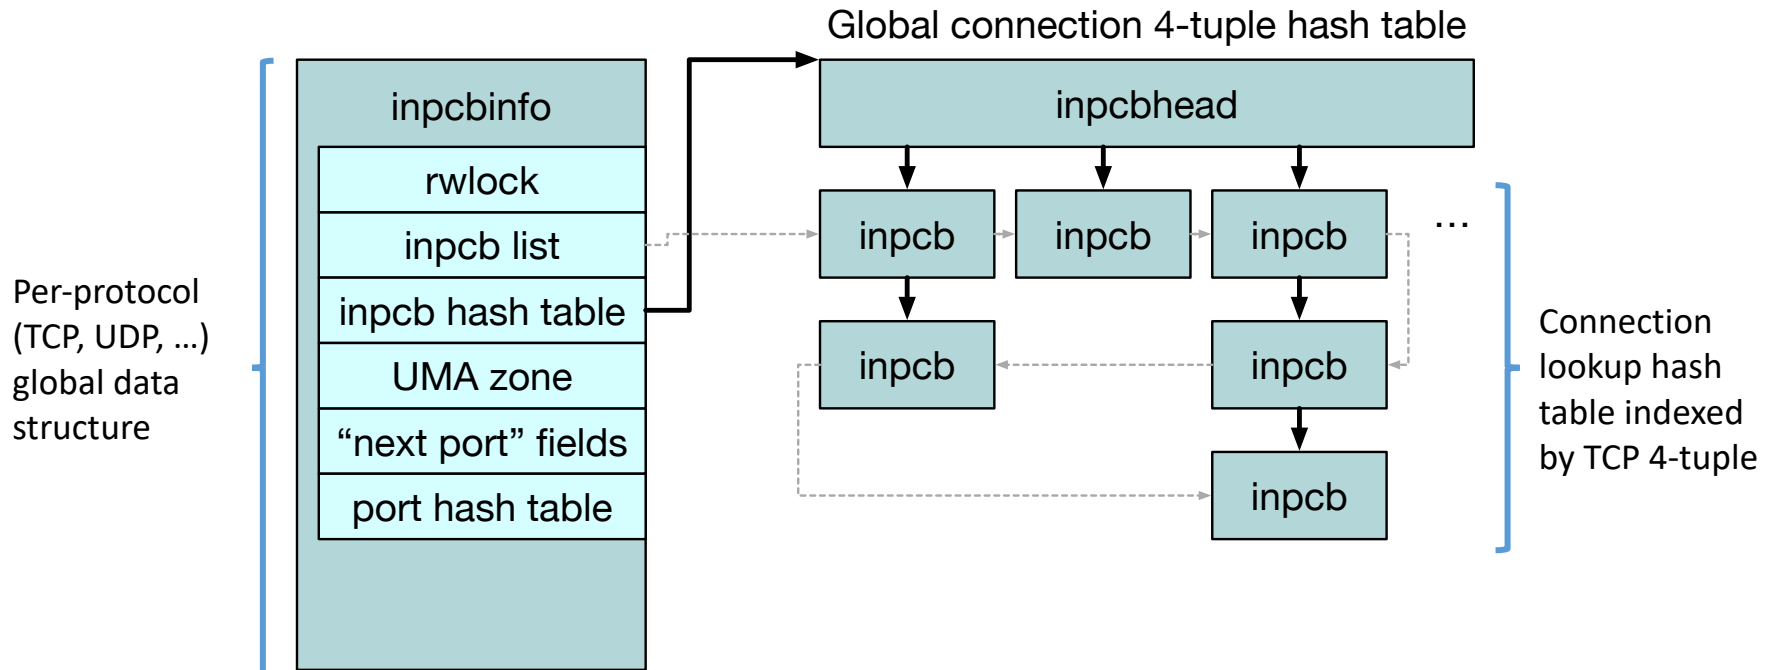 Global connection 4-tuple hash table
inpcbinfo
inpcbhead
rwlock
inpcb list
inpcb hash table
UMA zone
“next port” fields
port hash table
inpcb
inpcb
inpcb
...
inpcb
inpcb
inpcb
Per-protocol
(TCP, UDP, …)
global data
structure
Connection
lookup hash
table indexed
by TCP 4-tuple